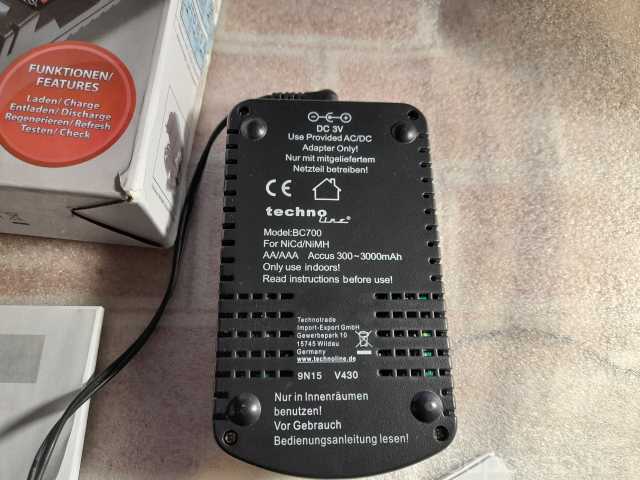 FUNKTIONEN/
FEATURES
Laden/ Charge
Entladen/ Discharge
Regenerieren/ Refresh
Testen/ Check
DC 3V
Use Provided AC/DC
Adapter Only!
Nur mit mitgeliefertem
Netzteil betreiben!
CE
techno
line®
Model:BC700
For NiCd/NiMH
AA/AAA Accus 300~3000mAh
Only use indoors!
Read instructions before use!
Technotrade
Import-Export GmbH
Gewerbepark 10
15745 Wildau
Germany
www.technoline.de
9N15 V430
Nur in Innenräumen
benutzen!
Vor Gebrauch
Bedienungsanleitung lesen!